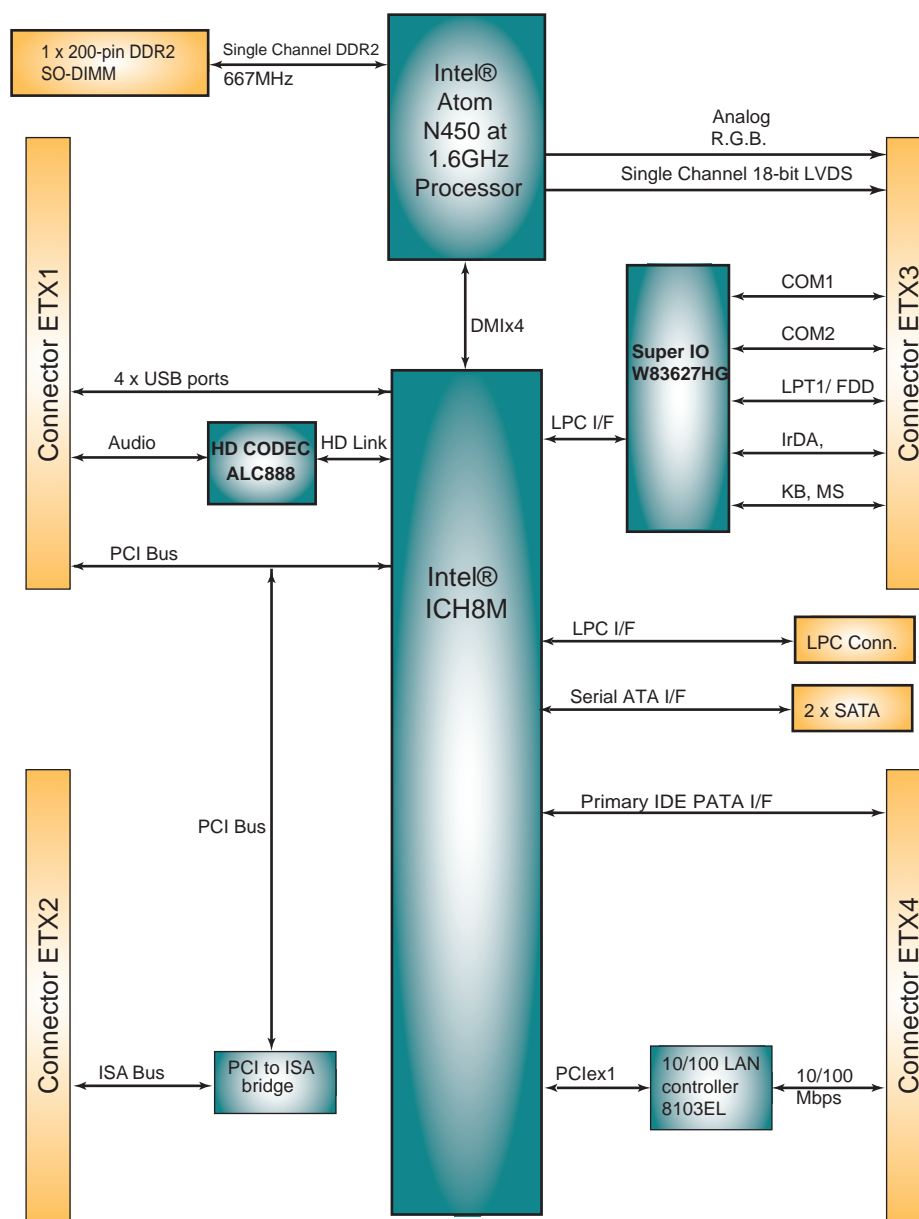 1 x 200-pin DDR2
SO-DIMM
Single Channel DDR2
667MHz
Intel®
Atom
N450 at
1.6GHz
Processor
Analog
R.G.B.
Single Channel 18-bit LVDS
Connector ETX1
Connector ETX3
DMIx4
Super IO
W83627HG
COM1
COM2
LPT1/ FDD
IrDA,
KB, MS
4 x USB ports
LPC I/F
Audio
HD CODEC
ALC888
HD Link
PCI Bus
Intel®
ICH8M
LPC I/F
LPC Conn.
Serial ATA I/F
2 x SATA
Primary IDE PATA I/F
PCI Bus
Connector ETX2
Connector ETX4
ISA Bus
PCI to ISA
bridge
PCIex1
10/100 LAN
controller
8103EL
10/100
Mbps